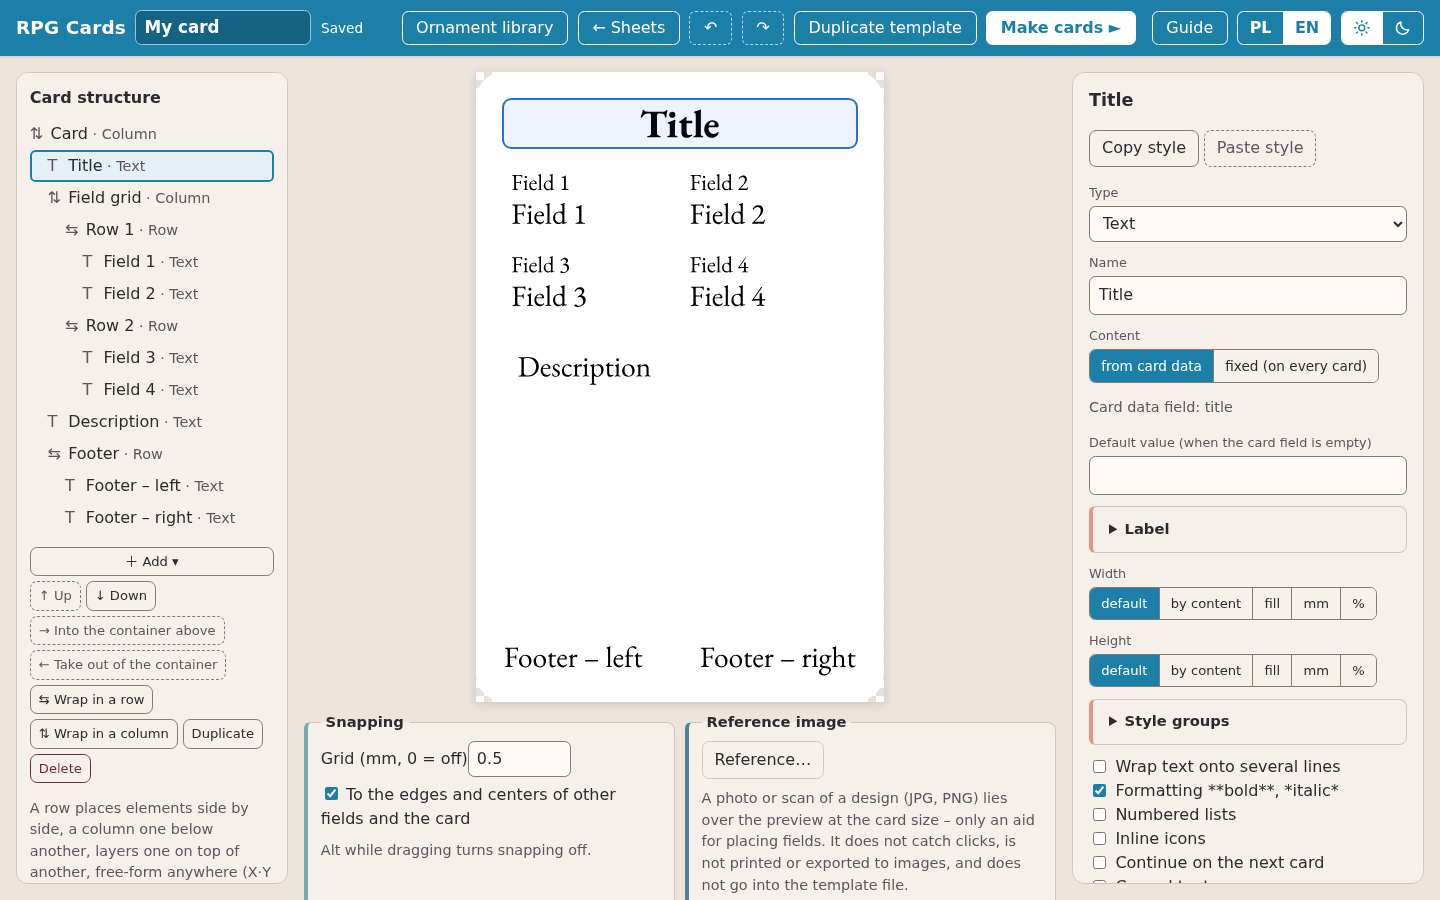 RPG Cards
My card
Saved
Ornament library
← Sheets
↶
↷
Duplicate template
Make cards ►
Guide
PL
EN
Card structure
⇅ Card · Column
T Title · Text
⇅ Field grid · Column
⇆ Row 1 · Row
T Field 1 · Text
T Field 2 · Text
⇆ Row 2 · Row
T Field 3 · Text
T Field 4 · Text
T Description · Text
⇆ Footer · Row
T Footer – left · Text
T Footer – right · Text
+ Add ▾
↑ Up
↓ Down
→ Into the container above
← Take out of the container
⇆ Wrap in a row
⇅ Wrap in a column
Duplicate
Delete
A row places elements side by
side, a column one below
another, layers one on top of
another, free-form anywhere (X·Y
Title
Field 1
Field 2
Field 1
Field 2
Field 3
Field 4
Field 3
Field 4
Description
Footer – left
Footer – right
Snapping
Grid (mm, 0 = off)
0.5
To the edges and centers of other
fields and the card
Alt while dragging turns snapping off.
Reference image
Reference…
A photo or scan of a design (JPG, PNG) lies
over the preview at the card size – only an aid
for placing fields. It does not catch clicks, is
not printed or exported to images, and does
not go into the template file.
Title
Copy style
Paste style
Type
Text
Name
Title
Content
from card data
fixed (on every card)
Card data field: title
Default value (when the card field is empty)
▶ Label
Width
default
by content
fill
mm
%
Height
default
by content
fill
mm
%
▶ Style groups
Wrap text onto several lines
Formatting **bold**, *italic*
Numbered lists
Inline icons
Continue on the next card